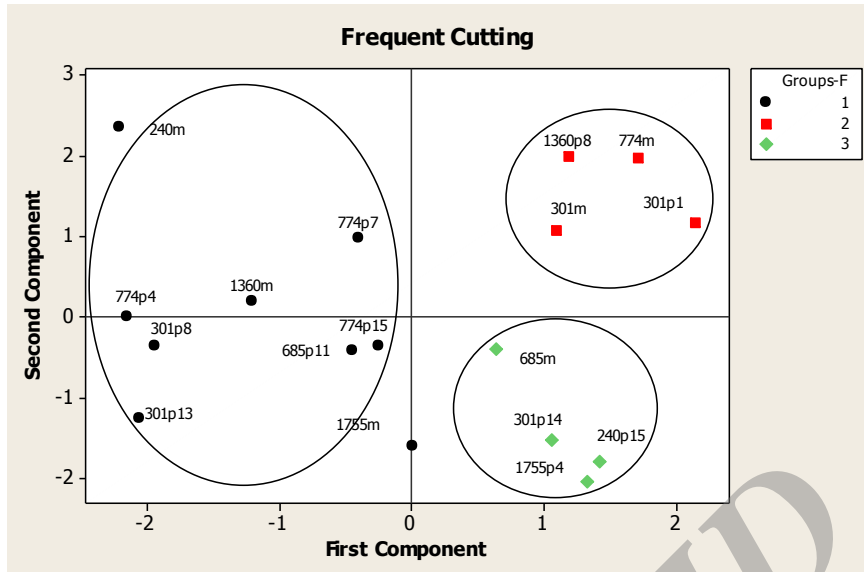 Frequent Cutting
Groups-F
1
2
3
3
2
1
0
-1
-2
Second Component
240m
1360p8
774m
301m
301p1
774p7
1360m
774p4
301p8
774p15
685p11
685m
301p13
1755m
301p14
240p15
1755p4
-2
-1
0
1
2
First Component